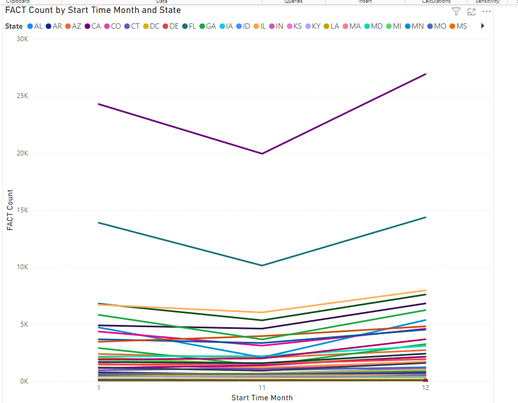 Clipboard Data Queries Insert Calculations Sensitivity
FACT Count by Start Time Month and State
State AL AR AZ CA CO CT DC DE FL GA IA ID IL IN KS KY LA MA MD MI MN MO MS
30K
25K
20K
15K
10K
5K
0K
FACT Count
1 11 12
Start Time Month